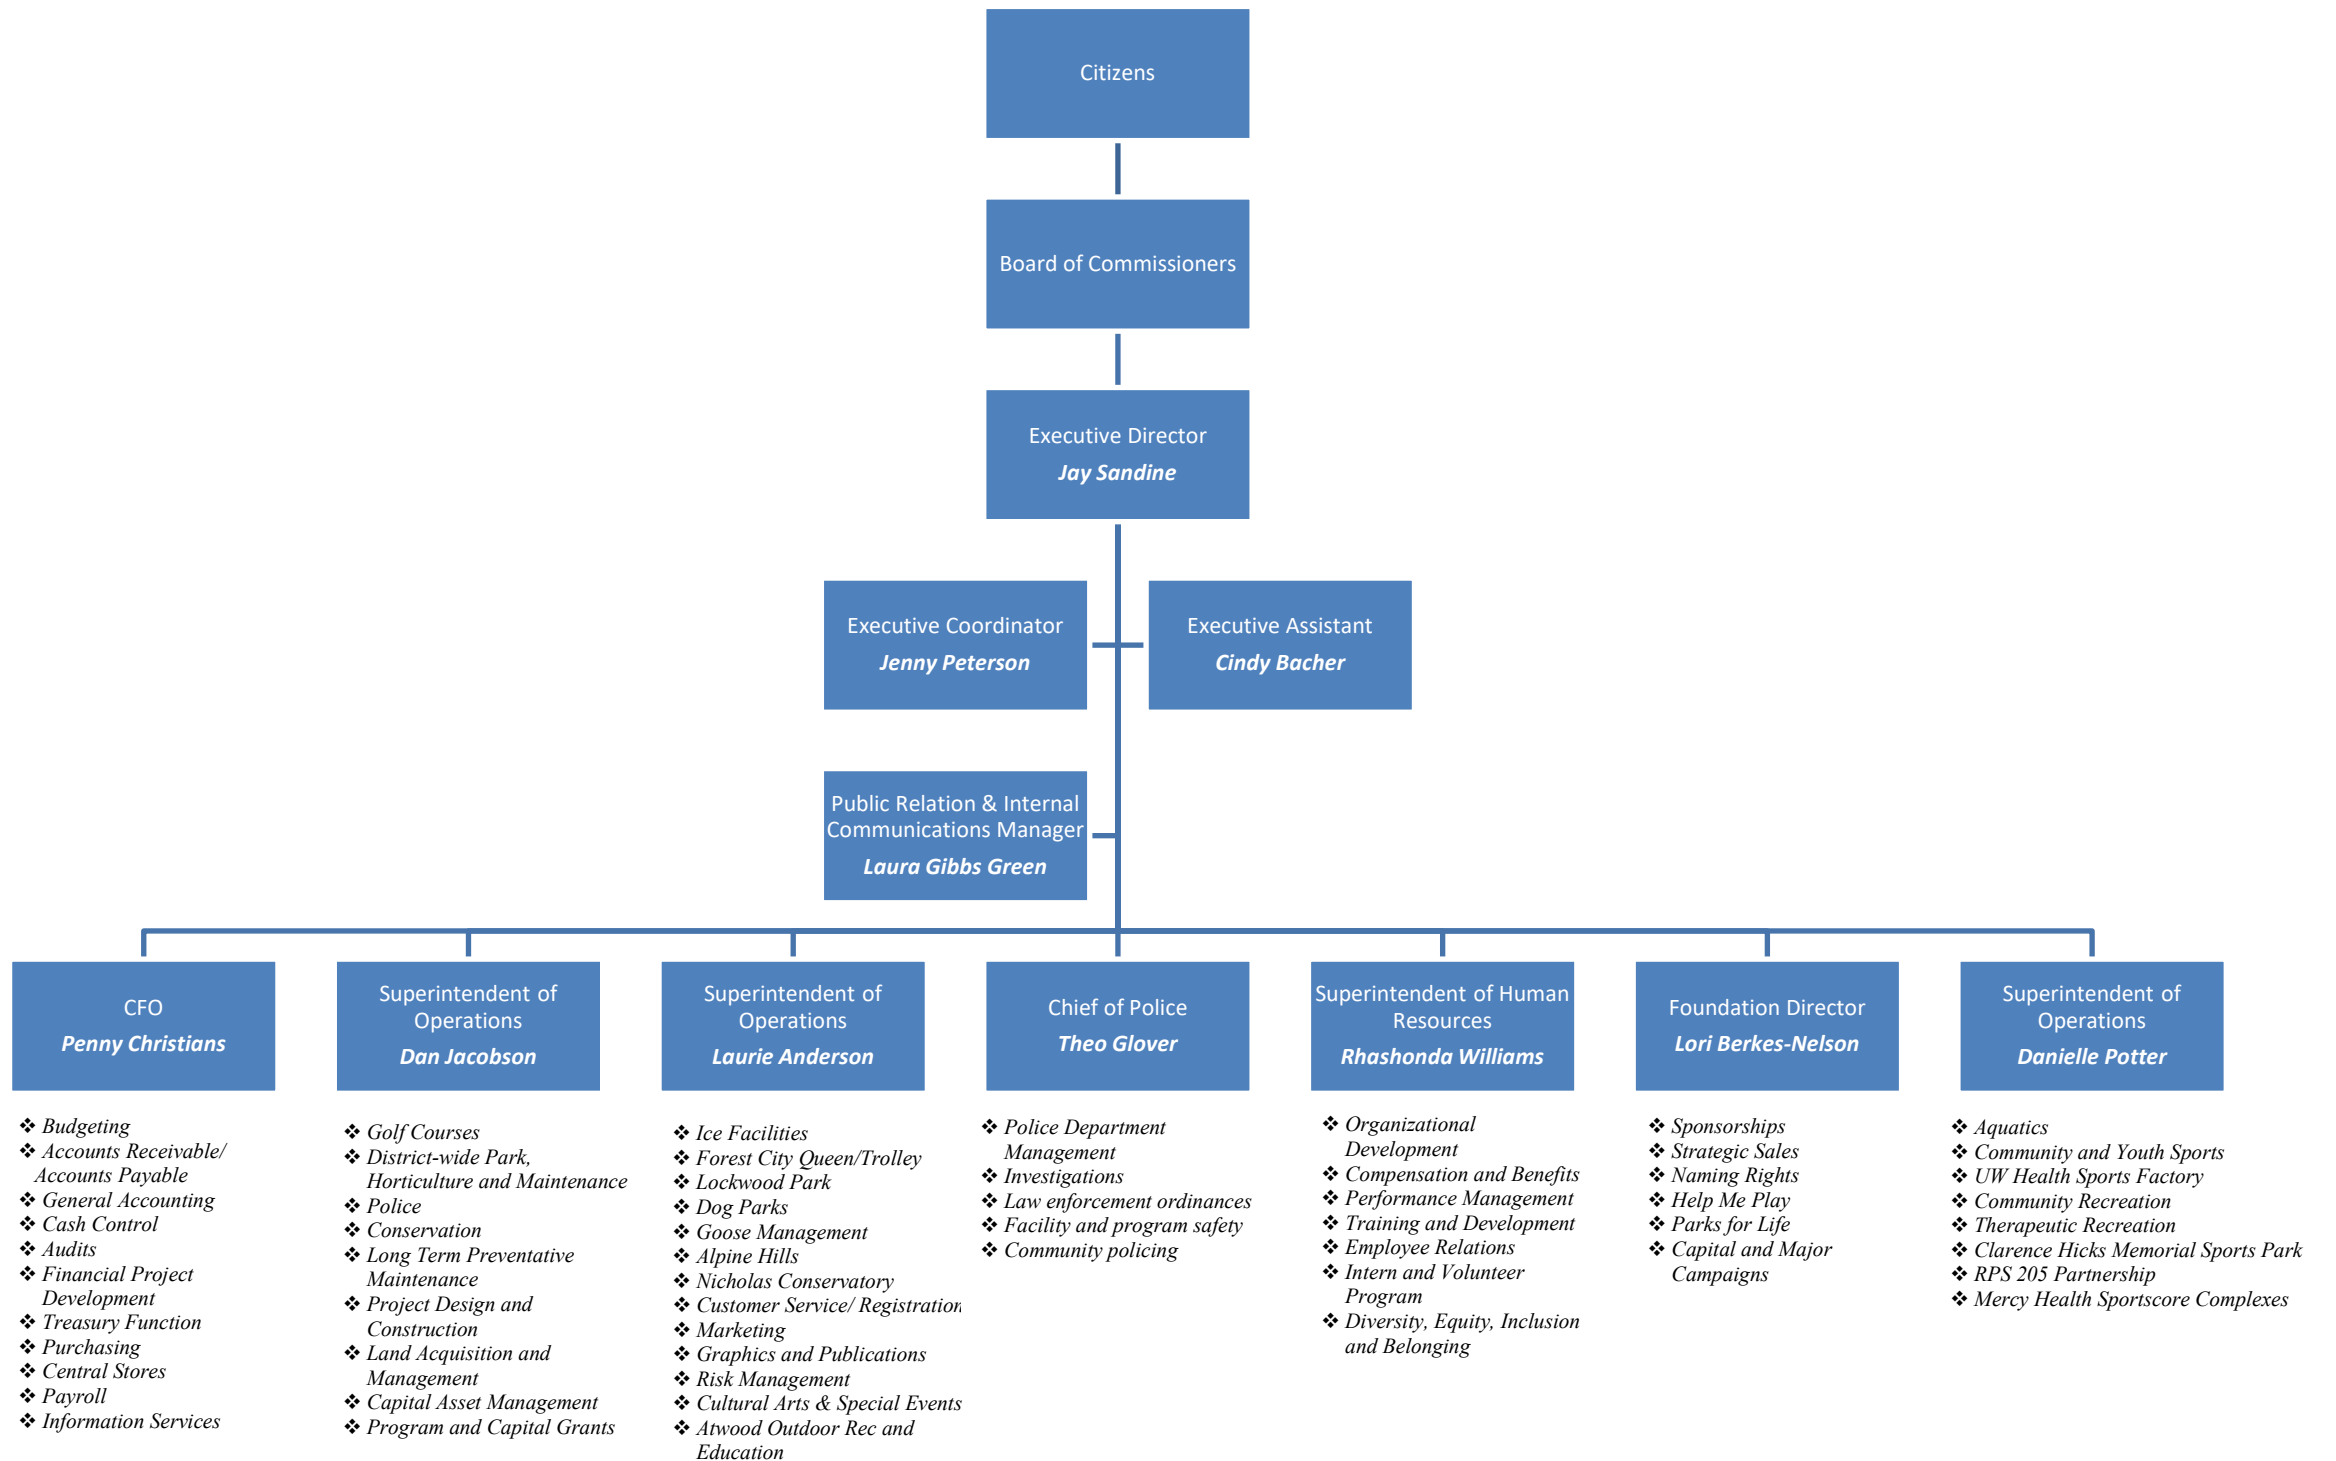 Citizens
Board of Commissioners
Executive Director
Jay Sandine
Executive Coordinator
Jenny Peterson
Executive Assistant
Cindy Bacher
Public Relation & Internal
Communications Manager
Laura Gibbs Green
CFO
Penny Christians
❖ Budgeting
❖ Accounts Receivable/
Accounts Payable
❖ General Accounting
❖ Cash Control
❖ Audits
❖ Financial Project
Development
❖ Treasury Function
❖ Purchasing
❖ Central Stores
❖ Payroll
❖ Information Services
Superintendent of
Operations
Dan Jacobson
❖ Golf Courses
❖ District-wide Park,
Horticulture and Maintenance
❖ Police
❖ Conservation
❖ Long Term Preventative
Maintenance
❖ Project Design and
Construction
❖ Land Acquisition and
Management
❖ Capital Asset Management
❖ Program and Capital Grants
Superintendent of
Operations
Laurie Anderson
❖ Ice Facilities
❖ Forest City Queen/Trolley
❖ Lockwood Park
❖ Dog Parks
❖ Goose Management
❖ Alpine Hills
❖ Nicholas Conservatory
❖ Customer Service/ Registration
❖ Marketing
❖ Graphics and Publications
❖ Risk Management
❖ Cultural Arts & Special Events
❖ Atwood Outdoor Rec and
Education
Chief of Police
Theo Glover
❖ Police Department
Management
❖ Investigations
❖ Law enforcement ordinances
❖ Facility and program safety
❖ Community policing
Superintendent of Human
Resources
Rhashonda Williams
❖ Organizational
Development
❖ Compensation and Benefits
❖ Performance Management
❖ Training and Development
❖ Employee Relations
❖ Intern and Volunteer
Program
❖ Diversity, Equity, Inclusion
and Belonging
Foundation Director
Lori Berkes-Nelson
❖ Sponsorships
❖ Strategic Sales
❖ Naming Rights
❖ Help Me Play
❖ Parks for Life
❖ Capital and Major
Campaigns
Superintendent of
Operations
Danielle Potter
❖ Aquatics
❖ Community and Youth Sports
❖ UW Health Sports Factory
❖ Community Recreation
❖ Therapeutic Recreation
❖ Clarence Hicks Memorial Sports Park
❖ RPS 205 Partnership
❖ Mercy Health Sportscore Complexes